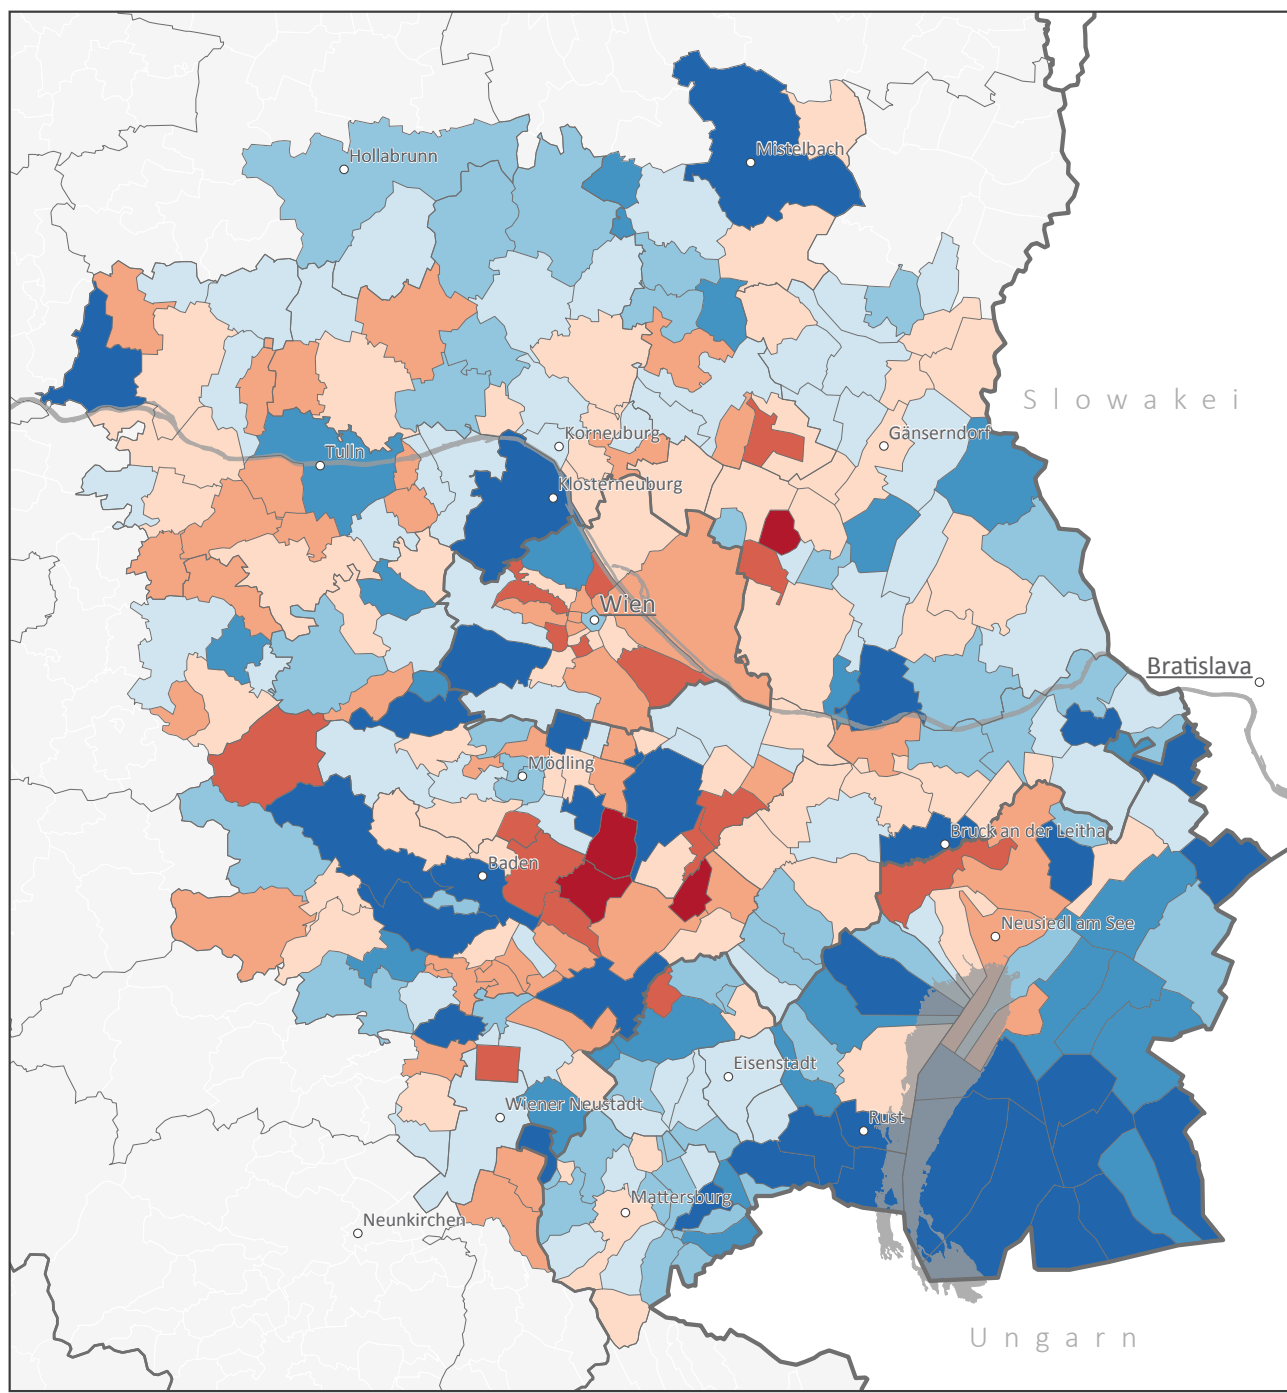 Mistelbach
Hollabrunn
Slowakei
Korneuburg
Gänserndorf
Tulln
Klosterneuburg
Wien
Bratislava
Mödling
Bruck an der Leitha
Baden
Neusiedl am See
Eisenstadt
Wiener Neustadt
Rust
Mattersburg
Neunkirchen
Ungarn